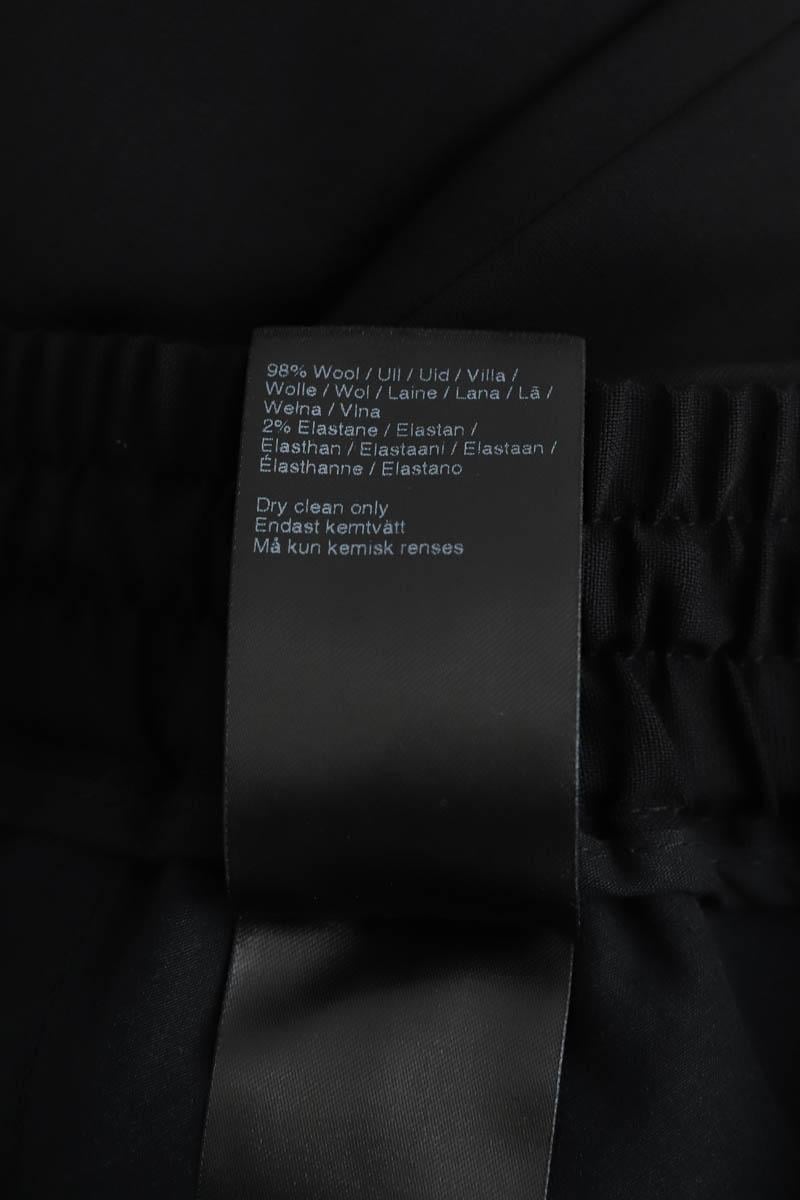 98% Wool / Ull / Uld / Villa /
Wolle / Wol / Laine / Lana / Lã /
Wełna / Vlna
2% Elastane / Elastan /
Elasthan / Elastaani / Elastaan /
Élasthanne / Elastano
Dry clean only
Endast kemtvätt
Må kun kemisk renses